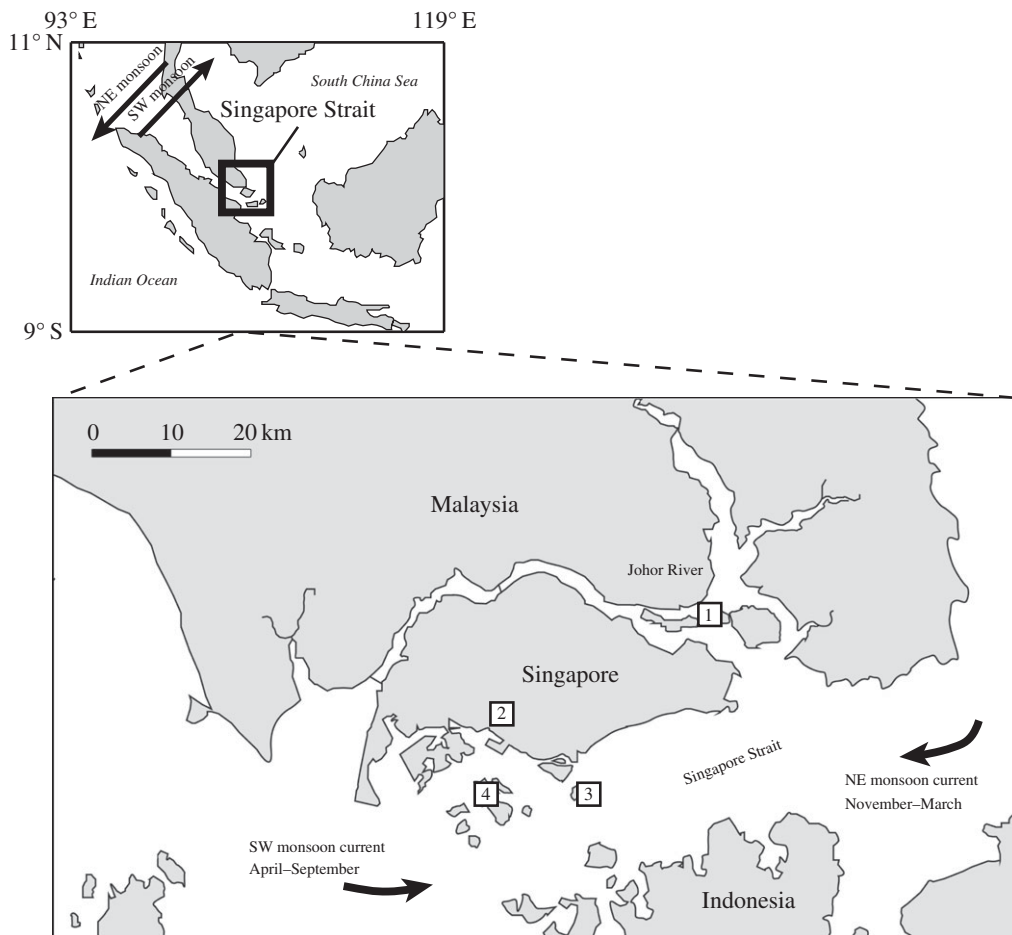 93° E
119° E
11° N
NE monsoon
SW monsoon
South China Sea
Singapore Strait
Indian Ocean
9° S
0 10 20 km
Malaysia
Johor River
1
Singapore
2
Singapore Strait
4
3
NE monsoon current
November–March
SW monsoon current
April–September
Indonesia